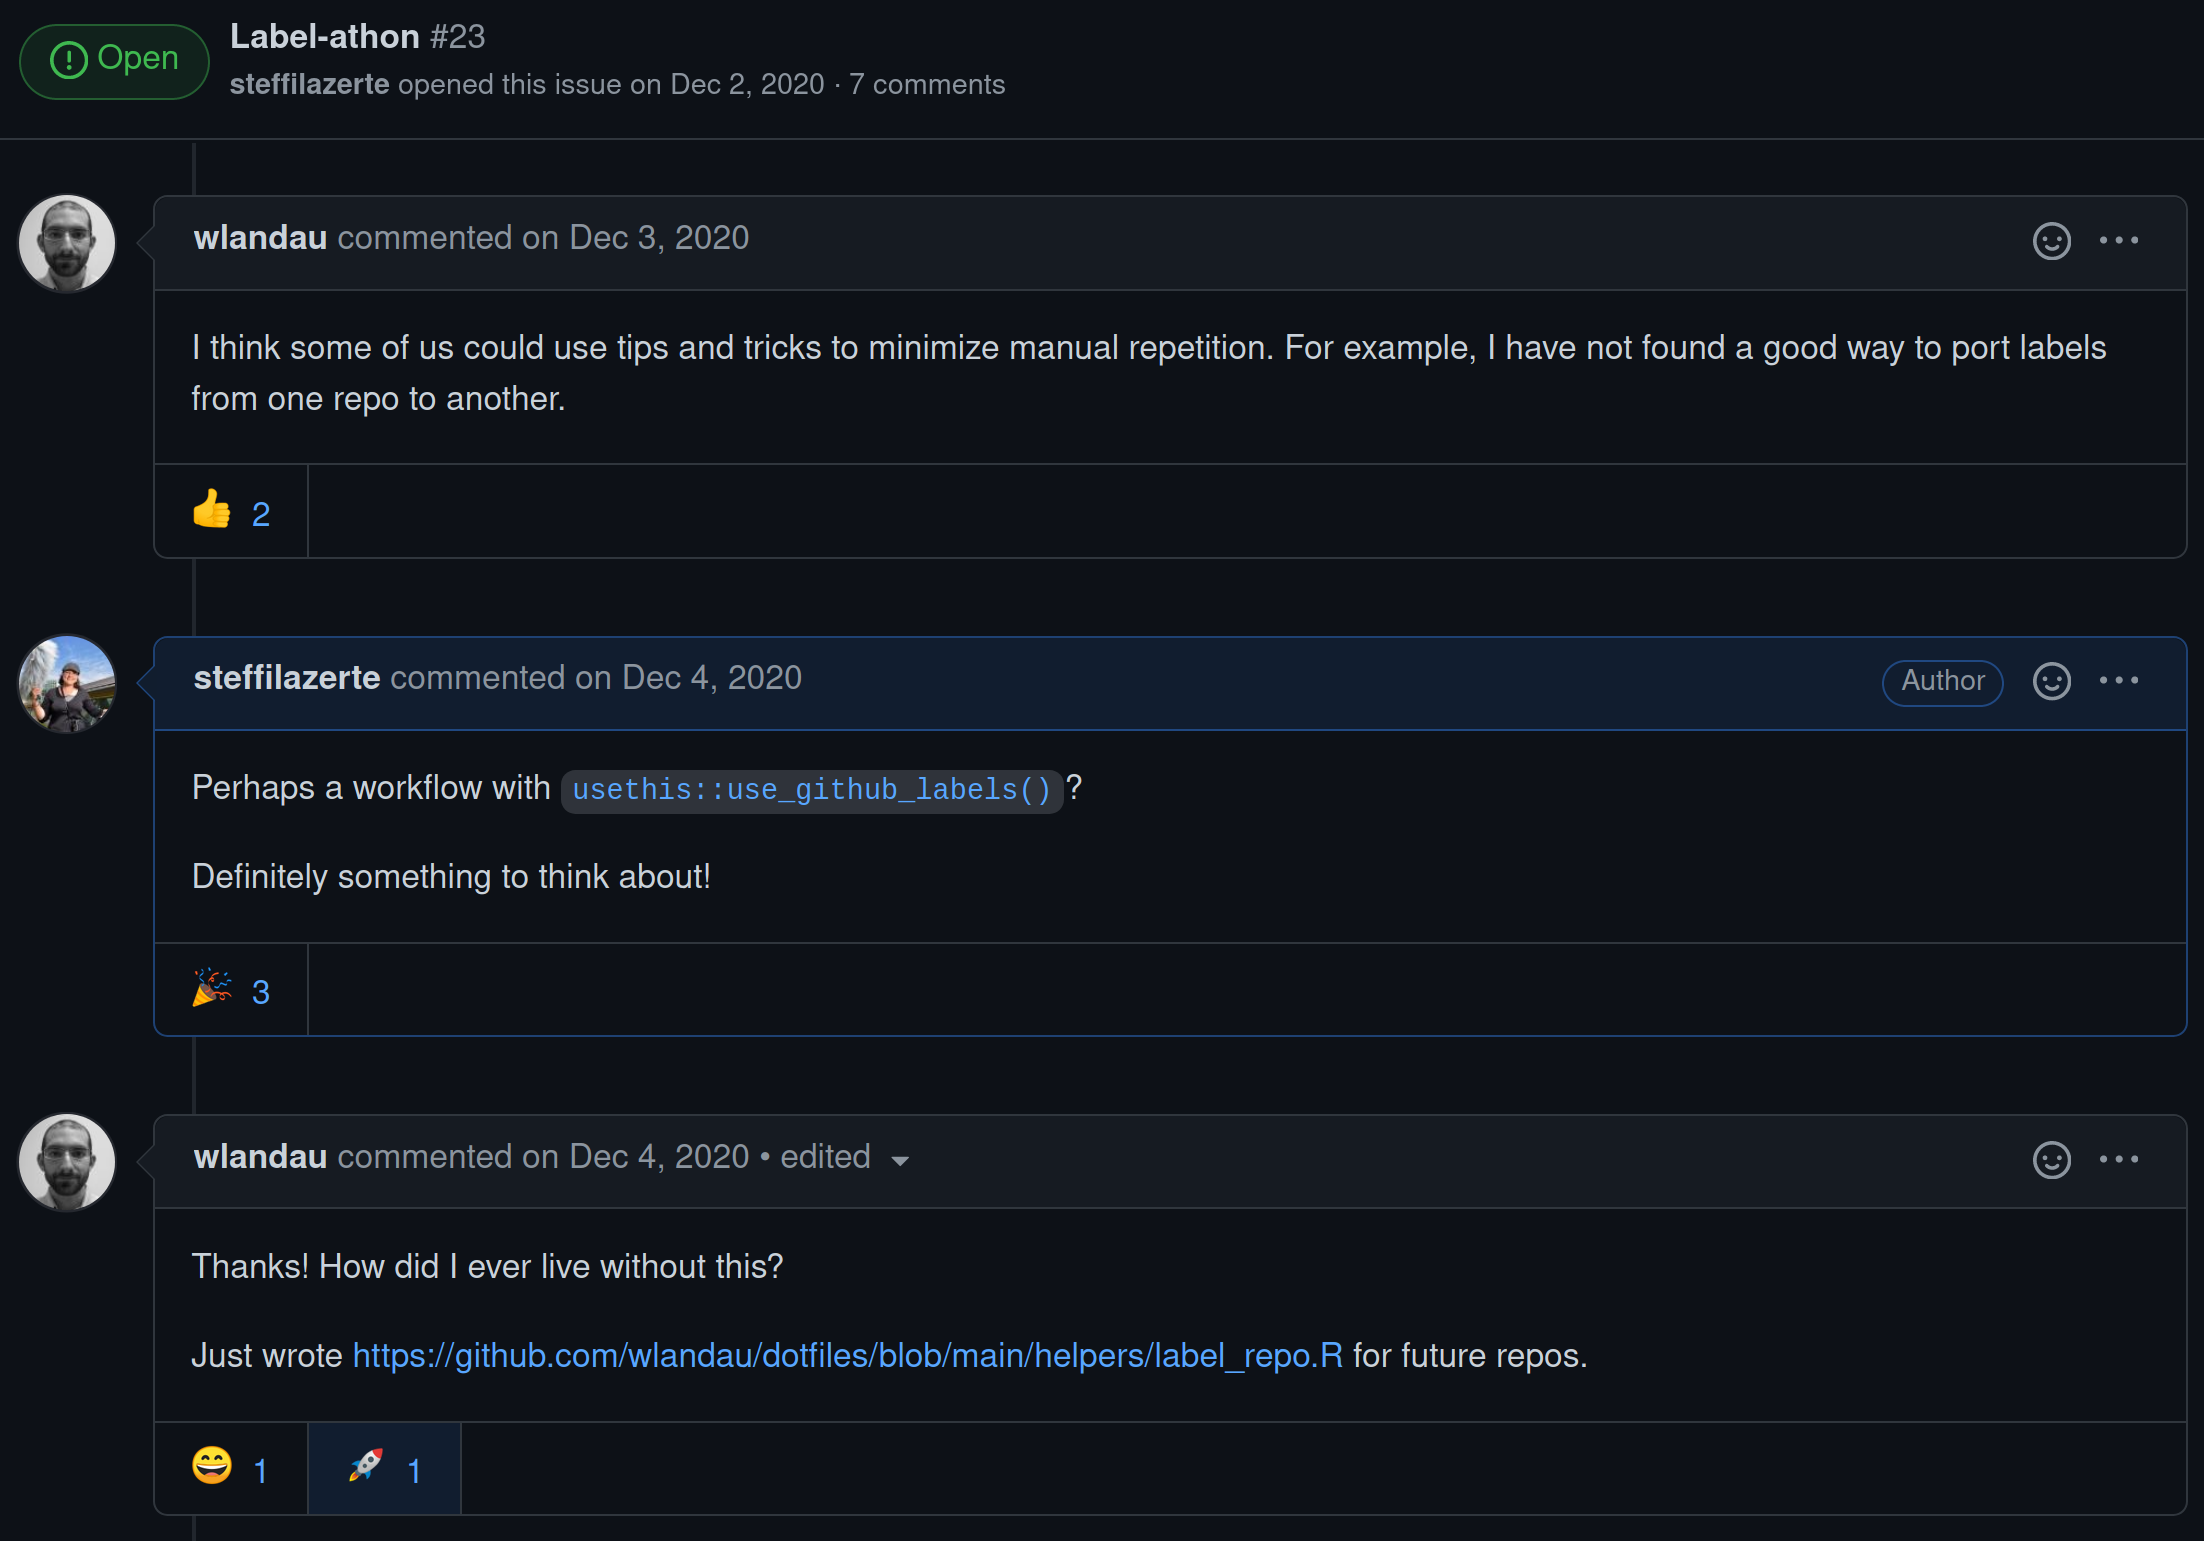 Open
Label-athon #23
steffilazerte opened this issue on Dec 2, 2020 · 7 comments
wlandau commented on Dec 3, 2020
I think some of us could use tips and tricks to minimize manual repetition. For example, I have not found a good way to port labels
from one repo to another.
👍 2
steffilazerte commented on Dec 4, 2020
Author
Perhaps a workflow with usethis::use_github_labels()?
Definitely something to think about!
🎉 3
wlandau commented on Dec 4, 2020 • edited
Thanks! How did I ever live without this?
Just wrote https://github.com/wlandau/dotfiles/blob/main/helpers/label_repo.R for future repos.
😄 1 🚀 1